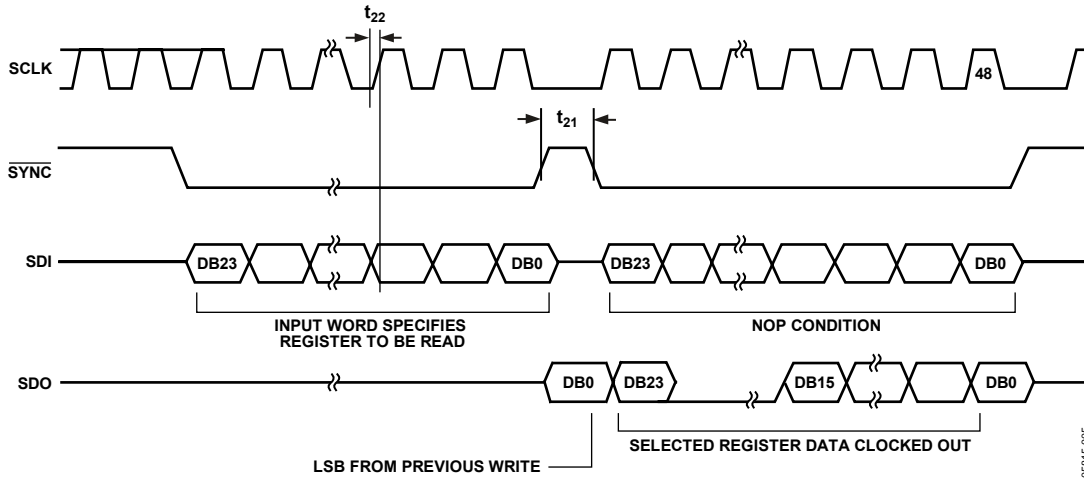 t22
SCLK
48
t21
SYNC
SDI
DB23
DB0
DB23
DB0
INPUT WORD SPECIFIES
REGISTER TO BE READ
NOP CONDITION
SDO
DB0
DB23
DB15
DB0
SELECTED REGISTER DATA CLOCKED OUT
LSB FROM PREVIOUS WRITE